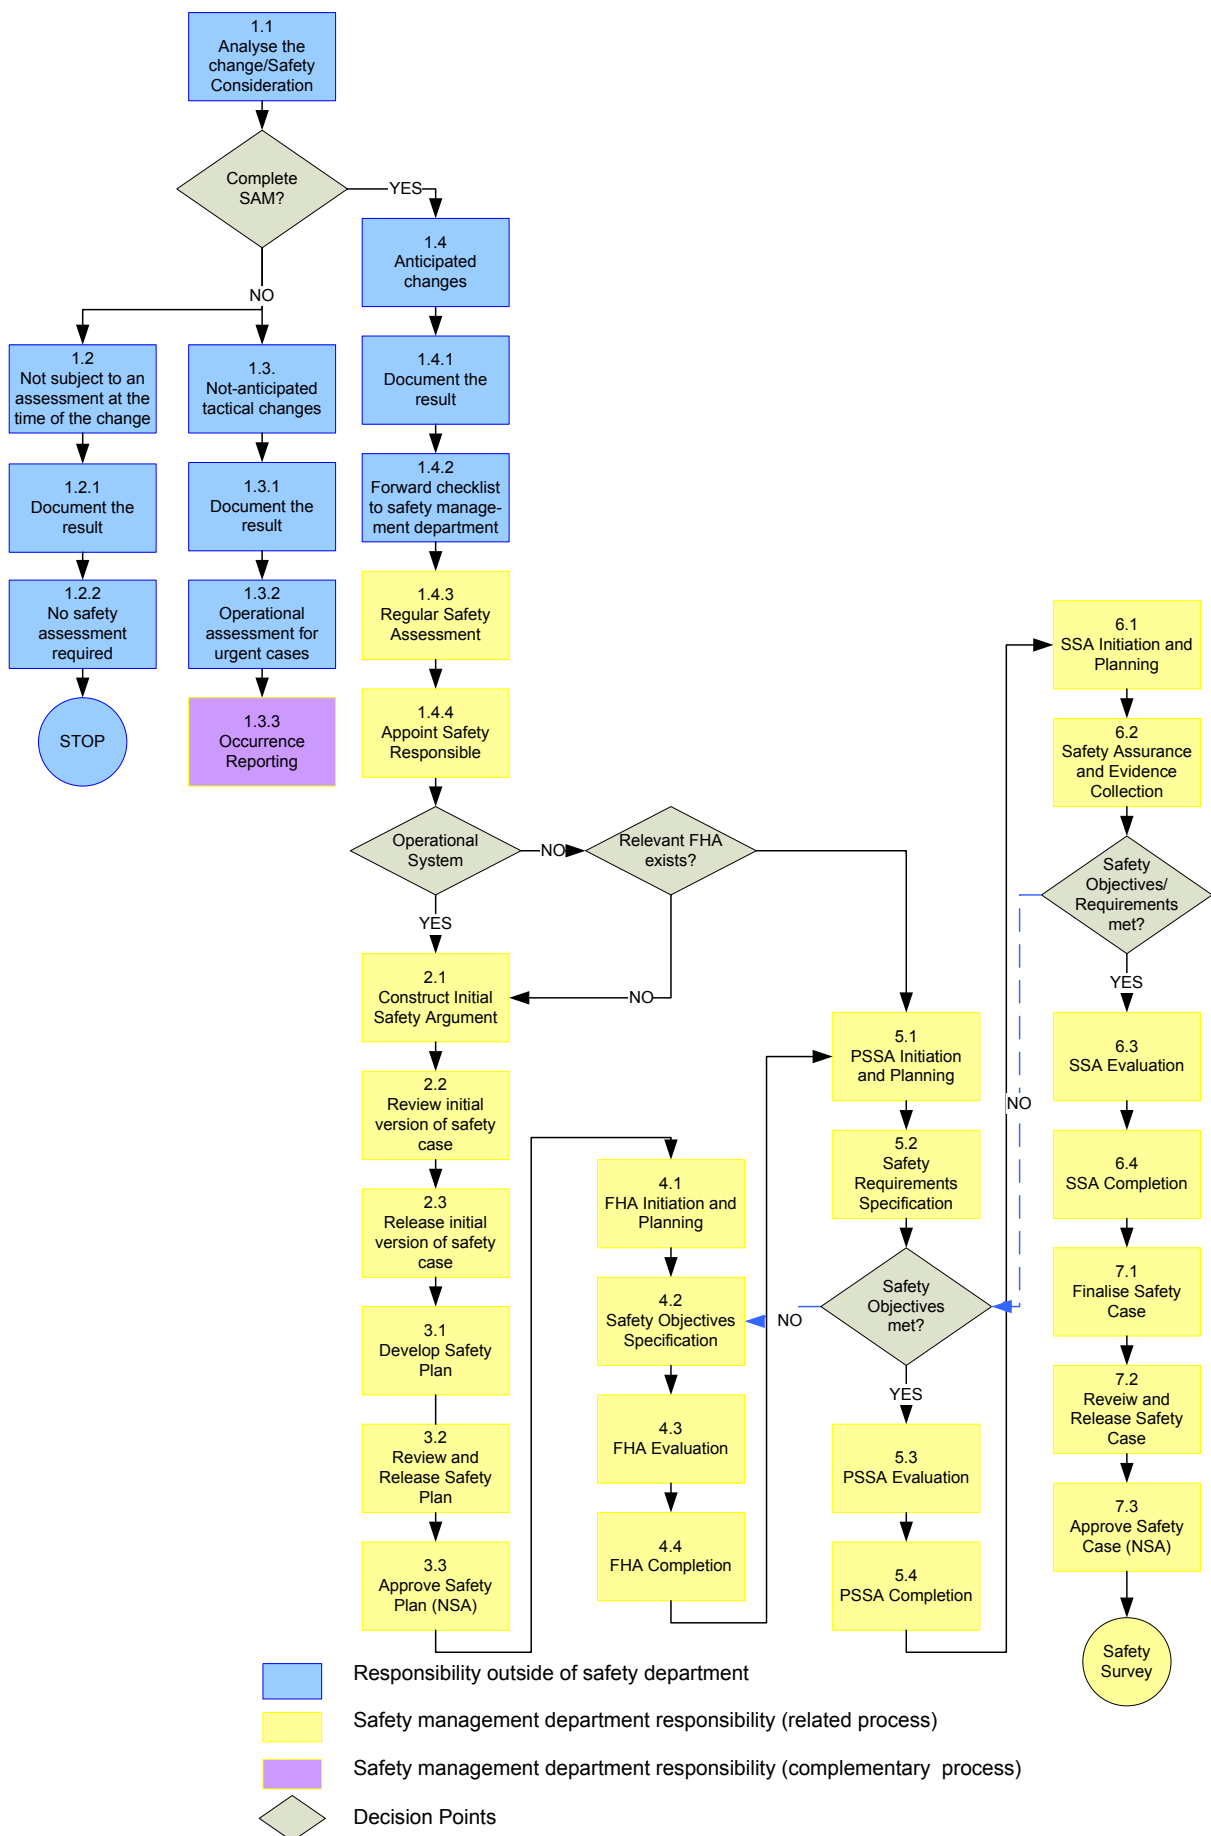 1.1
Analyse the
change/Safety
Consideration
Complete
SAM?
YES
NO
1.2
Not subject to an
assessment at the
time of the change
1.2.1
Document the
result
1.2.2
No safety
assessment
required
STOP
1.3.
Not-anticipated
tactical changes
1.3.1
Document the
result
1.3.2
Operational
assessment for
urgent cases
1.3.3
Occurrence
Reporting
1.4
Anticipated
changes
1.4.1
Document the
result
1.4.2
Forward checklist
to safety manage-
ment department
1.4.3
Regular Safety
Assessment
1.4.4
Appoint Safety
Responsible
Operational
System
NO
YES
Relevant FHA
exists?
NO
2.1
Construct Initial
Safety Argument
2.2
Review initial
version of safety
case
2.3
Release initial
version of safety
case
3.1
Develop Safety
Plan
3.2
Review and
Release Safety
Plan
3.3
Approve Safety
Plan (NSA)
4.1
FHA Initiation and
Planning
4.2
Safety Objectives
Specification
4.3
FHA Evaluation
4.4
FHA Completion
5.1
PSSA Initiation
and Planning
5.2
Safety
Requirements
Specification
Safety
Objectives
met?
NO
YES
5.3
PSSA Evaluation
5.4
PSSA Completion
6.1
SSA Initiation and
Planning
6.2
Safety Assurance
and Evidence
Collection
Safety
Objectives/
Requirements
met?
NO
YES
6.3
SSA Evaluation
6.4
SSA Completion
7.1
Finalise Safety
Case
7.2
Reveiw and
Release Safety
Case
7.3
Approve Safety
Case (NSA)
Safety
Survey
Responsibility outside of safety department
Safety management department responsibility (related process)
Safety management department responsibility (complementary process)
Decision Points